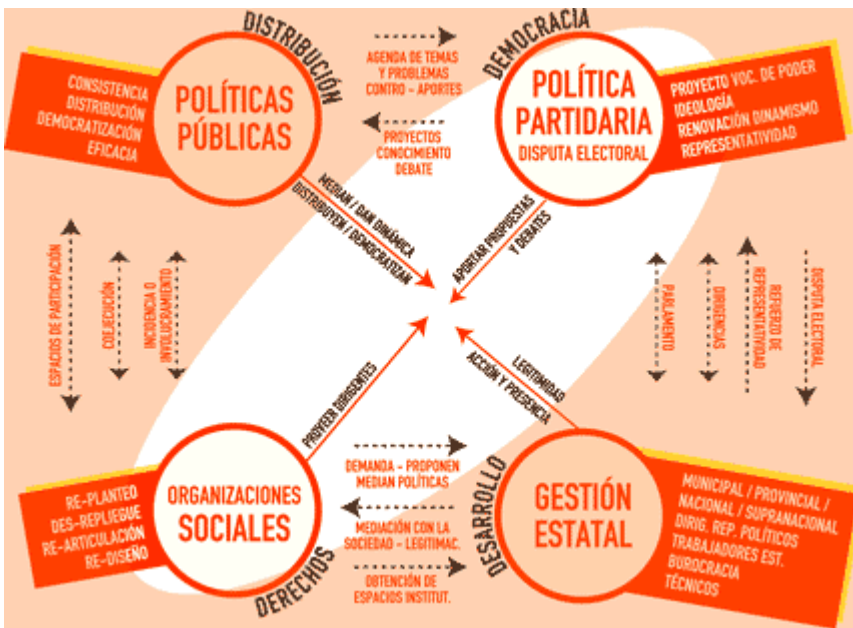 DISTRIBUCIÓN
CONSISTENCIA
DISTRIBUCIÓN
DEMOCRATIZACIÓN
EFICACIA
POLÍTICAS
PÚBLICAS
AGENDA DE TEMAS
Y PROBLEMAS
CONTRO - APORTES
PROYECTOS
CONOCIMIENTO
DEBATE
DEMOCRACIA
POLÍTICA
PARTIDARIA
DISPUTA ELECTORAL
PROYECTO VOC. DE PODER
IDEOLOGÍA
RENOVACIÓN DINAMISMO
REPRESENTATIVIDAD
MEDIAN / DAN DINÁMICA
DISTRIBUYEN / DEMOCRATIZAN
APORTAR PROPUESTAS
Y DEBATES
ESPACIOS DE PARTICIPACIÓN
COEJECUCIÓN
INCIDENCIA O
INVOLUCRAMIENTO
PARLAMENTO
DIRIGENCIAS
REFUERZO DE
REPRESENTATIVIDAD
DISPUTA ELECTORAL
PROVEER DIRIGENTES
LEGITIMIDAD
ACCIÓN Y PRESENCIA
RE-PLANTEO
DES-REPLIEGUE
RE-ARTICULACIÓN
RE-DISEÑO
ORGANIZACIONES
SOCIALES
DERECHOS
DEMANDA - PROPONEN
MEDIAN POLÍTICAS
MEDIACIÓN CON LA
SOCIEDAD - LEGITIMAC.
OBTENCIÓN DE
ESPACIOS INSTITUT.
DESARROLLO
GESTIÓN
ESTATAL
MUNICIPAL / PROVINCIAL /
NACIONAL / SUPRANACIONAL
DIRIG. REP. POLÍTICOS
TRABAJADORES EST.
BUROCRACIA
TÉCNICOS